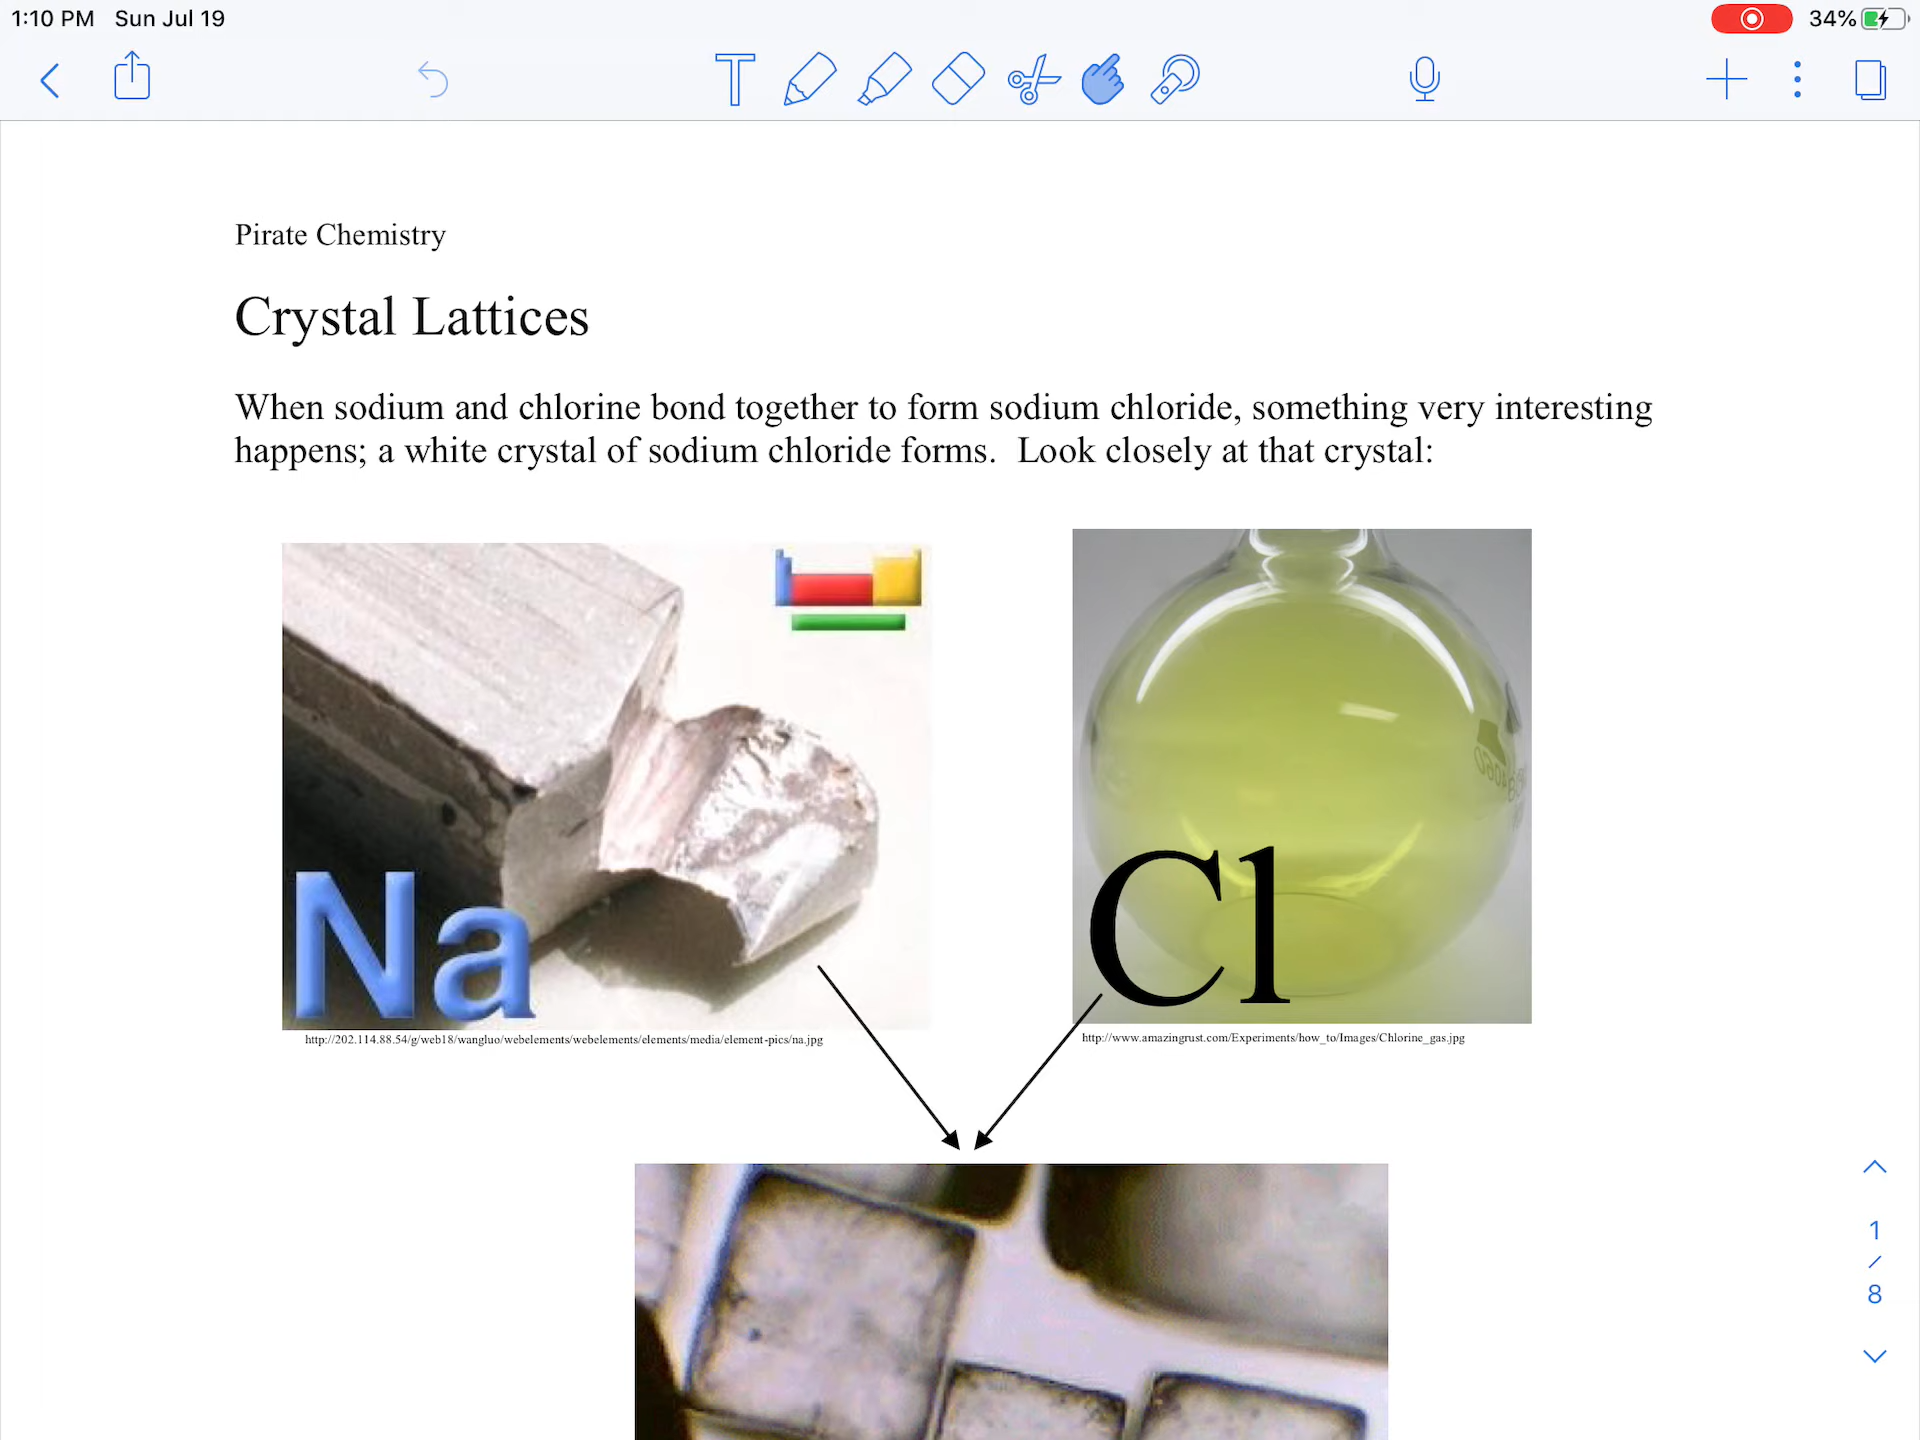 1:10 PM Sun Jul 19
34%
Pirate Chemistry
Crystal Lattices
When sodium and chlorine bond together to form sodium chloride, something very interesting
happens; a white crystal of sodium chloride forms. Look closely at that crystal:
Na
Cl
http://202.114.88.54/g/web18/wangluo/webelements/webelements/elements/media/element-pics/na.jpg
http://www.amazingrust.com/Experiments/how_to/Images/Chlorine_gas.jpg
1
/
8